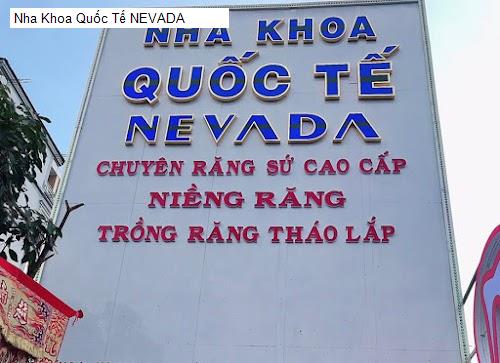 Nha Khoa Quốc Tế NEVADA
NHA KHOA
QUỐC TẾ
NEVADA
CHUYÊN RĂNG SỨ CAO CẤP
NIỀNG RĂNG
TRỒNG RĂNG THÁO LẮP